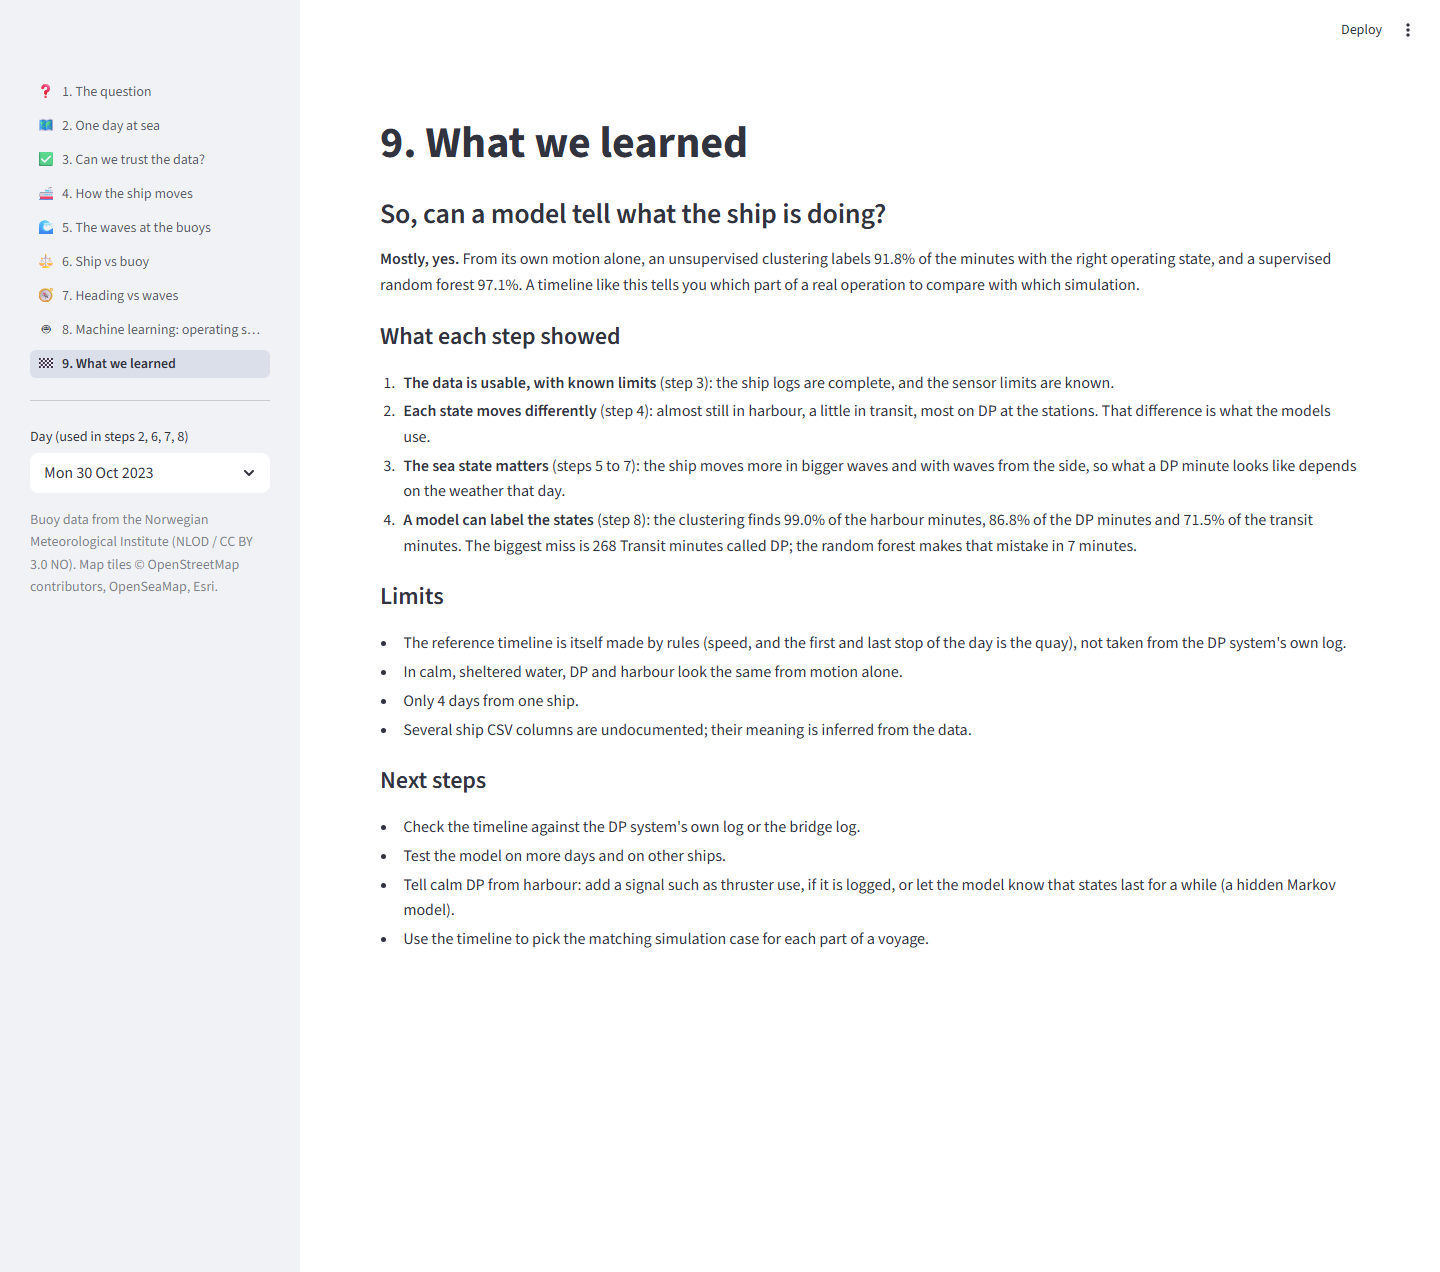 Deploy
1. The question
2. One day at sea
3. Can we trust the data?
4. How the ship moves
5. The waves at the buoys
6. Ship vs buoy
7. Heading vs waves
8. Machine learning: operating s…
9. What we learned
Day (used in steps 2, 6, 7, 8)
Mon 30 Oct 2023
Buoy data from the Norwegian
Meteorological Institute (NLOD / CC BY
3.0 NO). Map tiles © OpenStreetMap
contributors, OpenSeaMap, Esri.
9. What we learned
So, can a model tell what the ship is doing?
Mostly, yes. From its own motion alone, an unsupervised clustering labels 91.8% of the minutes with the right operating state, and a supervised
random forest 97.1%. A timeline like this tells you which part of a real operation to compare with which simulation.
What each step showed
1. The data is usable, with known limits (step 3): the ship logs are complete, and the sensor limits are known.
2. Each state moves differently (step 4): almost still in harbour, a little in transit, most on DP at the stations. That difference is what the models
use.
3. The sea state matters (steps 5 to 7): the ship moves more in bigger waves and with waves from the side, so what a DP minute looks like depends
on the weather that day.
4. A model can label the states (step 8): the clustering finds 99.0% of the harbour minutes, 86.8% of the DP minutes and 71.5% of the transit
minutes. The biggest miss is 268 Transit minutes called DP; the random forest makes that mistake in 7 minutes.
Limits
• The reference timeline is itself made by rules (speed, and the first and last stop of the day is the quay), not taken from the DP system's own log.
• In calm, sheltered water, DP and harbour look the same from motion alone.
• Only 4 days from one ship.
• Several ship CSV columns are undocumented; their meaning is inferred from the data.
Next steps
• Check the timeline against the DP system's own log or the bridge log.
• Test the model on more days and on other ships.
• Tell calm DP from harbour: add a signal such as thruster use, if it is logged, or let the model know that states last for a while (a hidden Markov
model).
• Use the timeline to pick the matching simulation case for each part of a voyage.